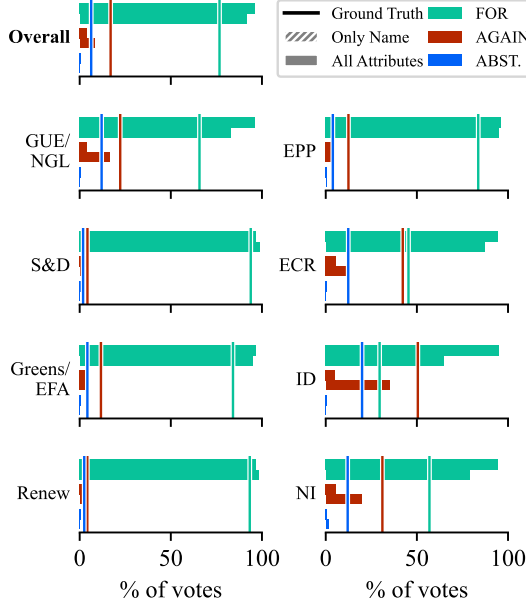 Ground Truth
FOR
Overall
Only Name
AGAIN
All Attributes
ABST.
GUE/
NGL
EPP
S&D
ECR
Greens/
EFA
ID
Renew
NI
0 50 100
0 50 100
% of votes
% of votes